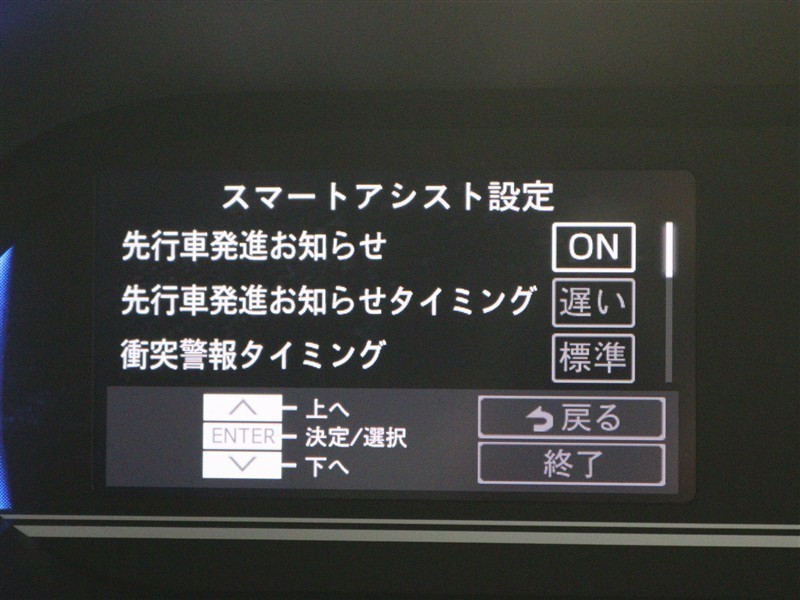 スマートアシスト設定
先行車発進お知らせ ON
先行車発進お知らせタイミング 遅い
衝突警報タイミング 標準
上へ
ENTER 決定/選択
下へ
戻る
終了